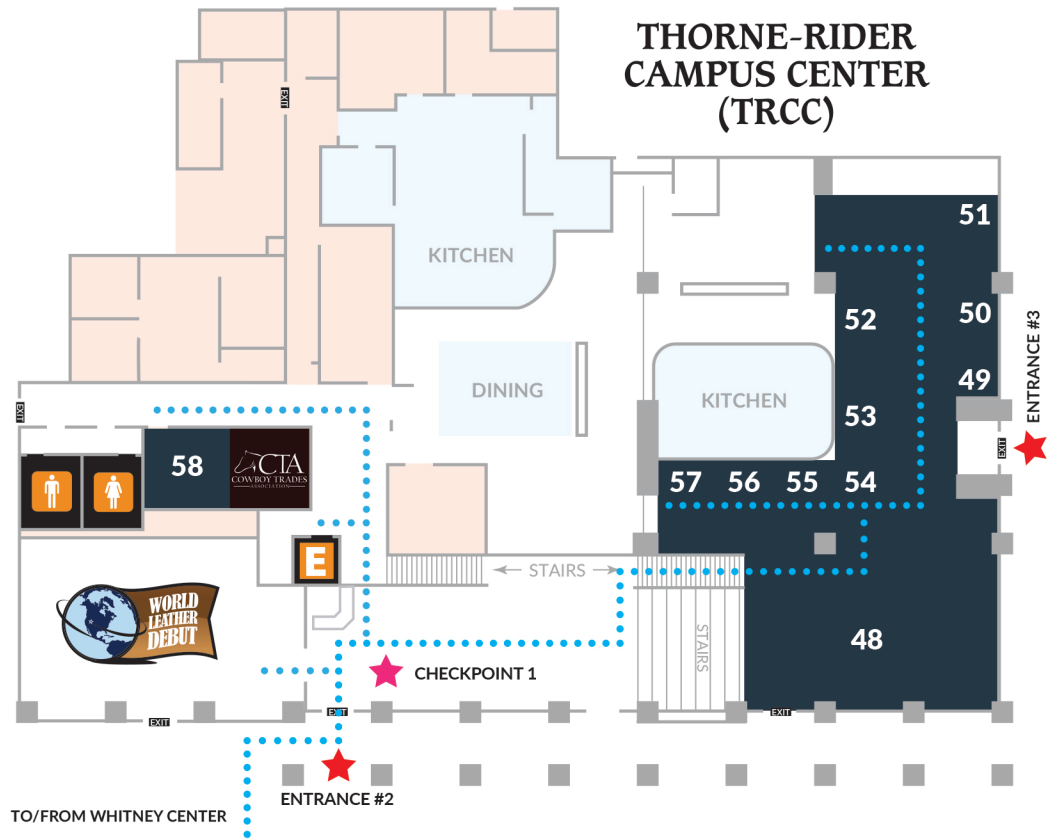 THORNE-RIDER
CAMPUS CENTER
(TRCC)
EXIT
KITCHEN
51
50
52
ENTRANCE #3
49
DINING
KITCHEN
EXIT
53
EXIT
58
CTA
COWBOY TRADES
ASSOCIATION
57
56
55
54
E
STAIRS
WORLD
LEATHER
DEBUT
STAIRS
48
CHECKPOINT 1
EXIT
EXIT
EXIT
ENTRANCE #2
TO/FROM WHITNEY CENTER